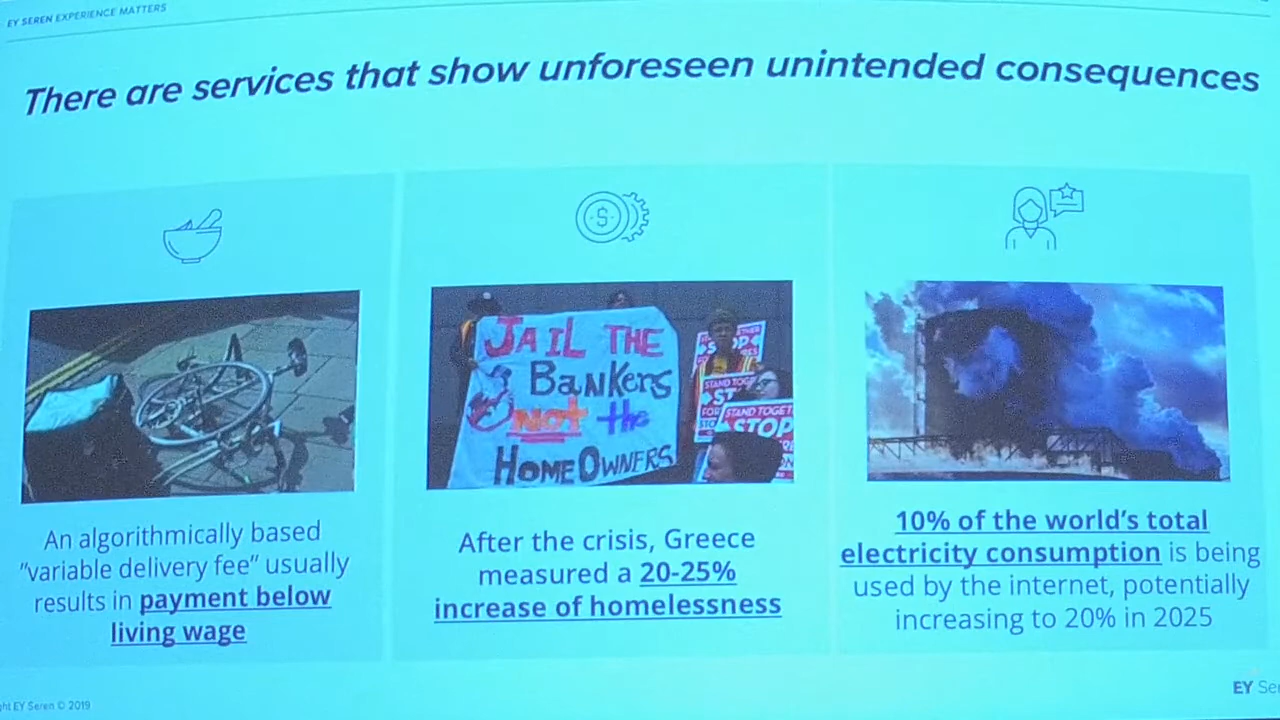 EY SEREN EXPERIENCE MATTERS
There are services that show unforeseen unintended consequences
An algorithmically based
"variable delivery fee" usually
results in payment below
living wage
JAIL THE
BANKERS
NOT the
HOMEOWNERS
STAND TOGETHER
STOP
After the crisis, Greece
measured a 20-25%
increase of homelessness
10% of the world's total
electricity consumption is being
used by the internet, potentially
increasing to 20% in 2025
EY Seren © 2019
EY